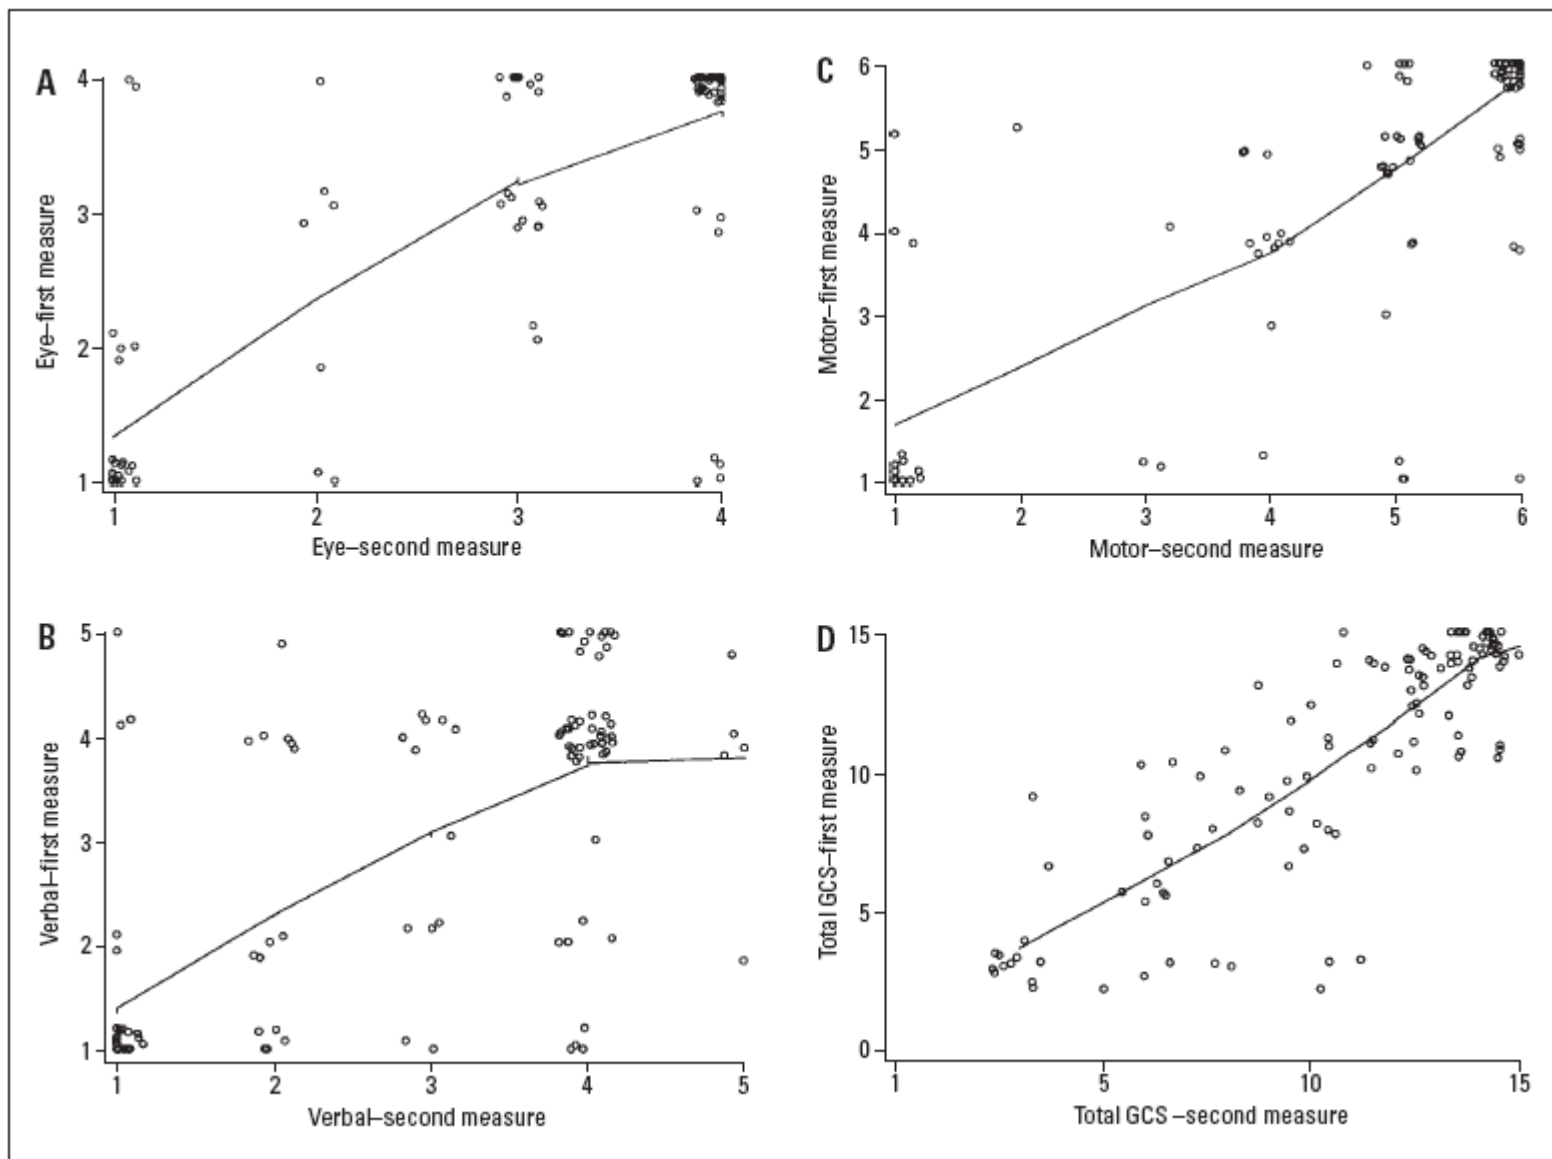 A
4
3
2
1
Eye–first measure
1 2 3 4
Eye–second measure
C
6
5
4
3
2
1
Motor–first measure
1 2 3 4 5 6
Motor–second measure
B
5
4
3
2
1
Verbal–first measure
1 2 3 4 5
Verbal–second measure
D
15
10
5
0
Total GCS–first measure
1 5 10 15
Total GCS –second measure